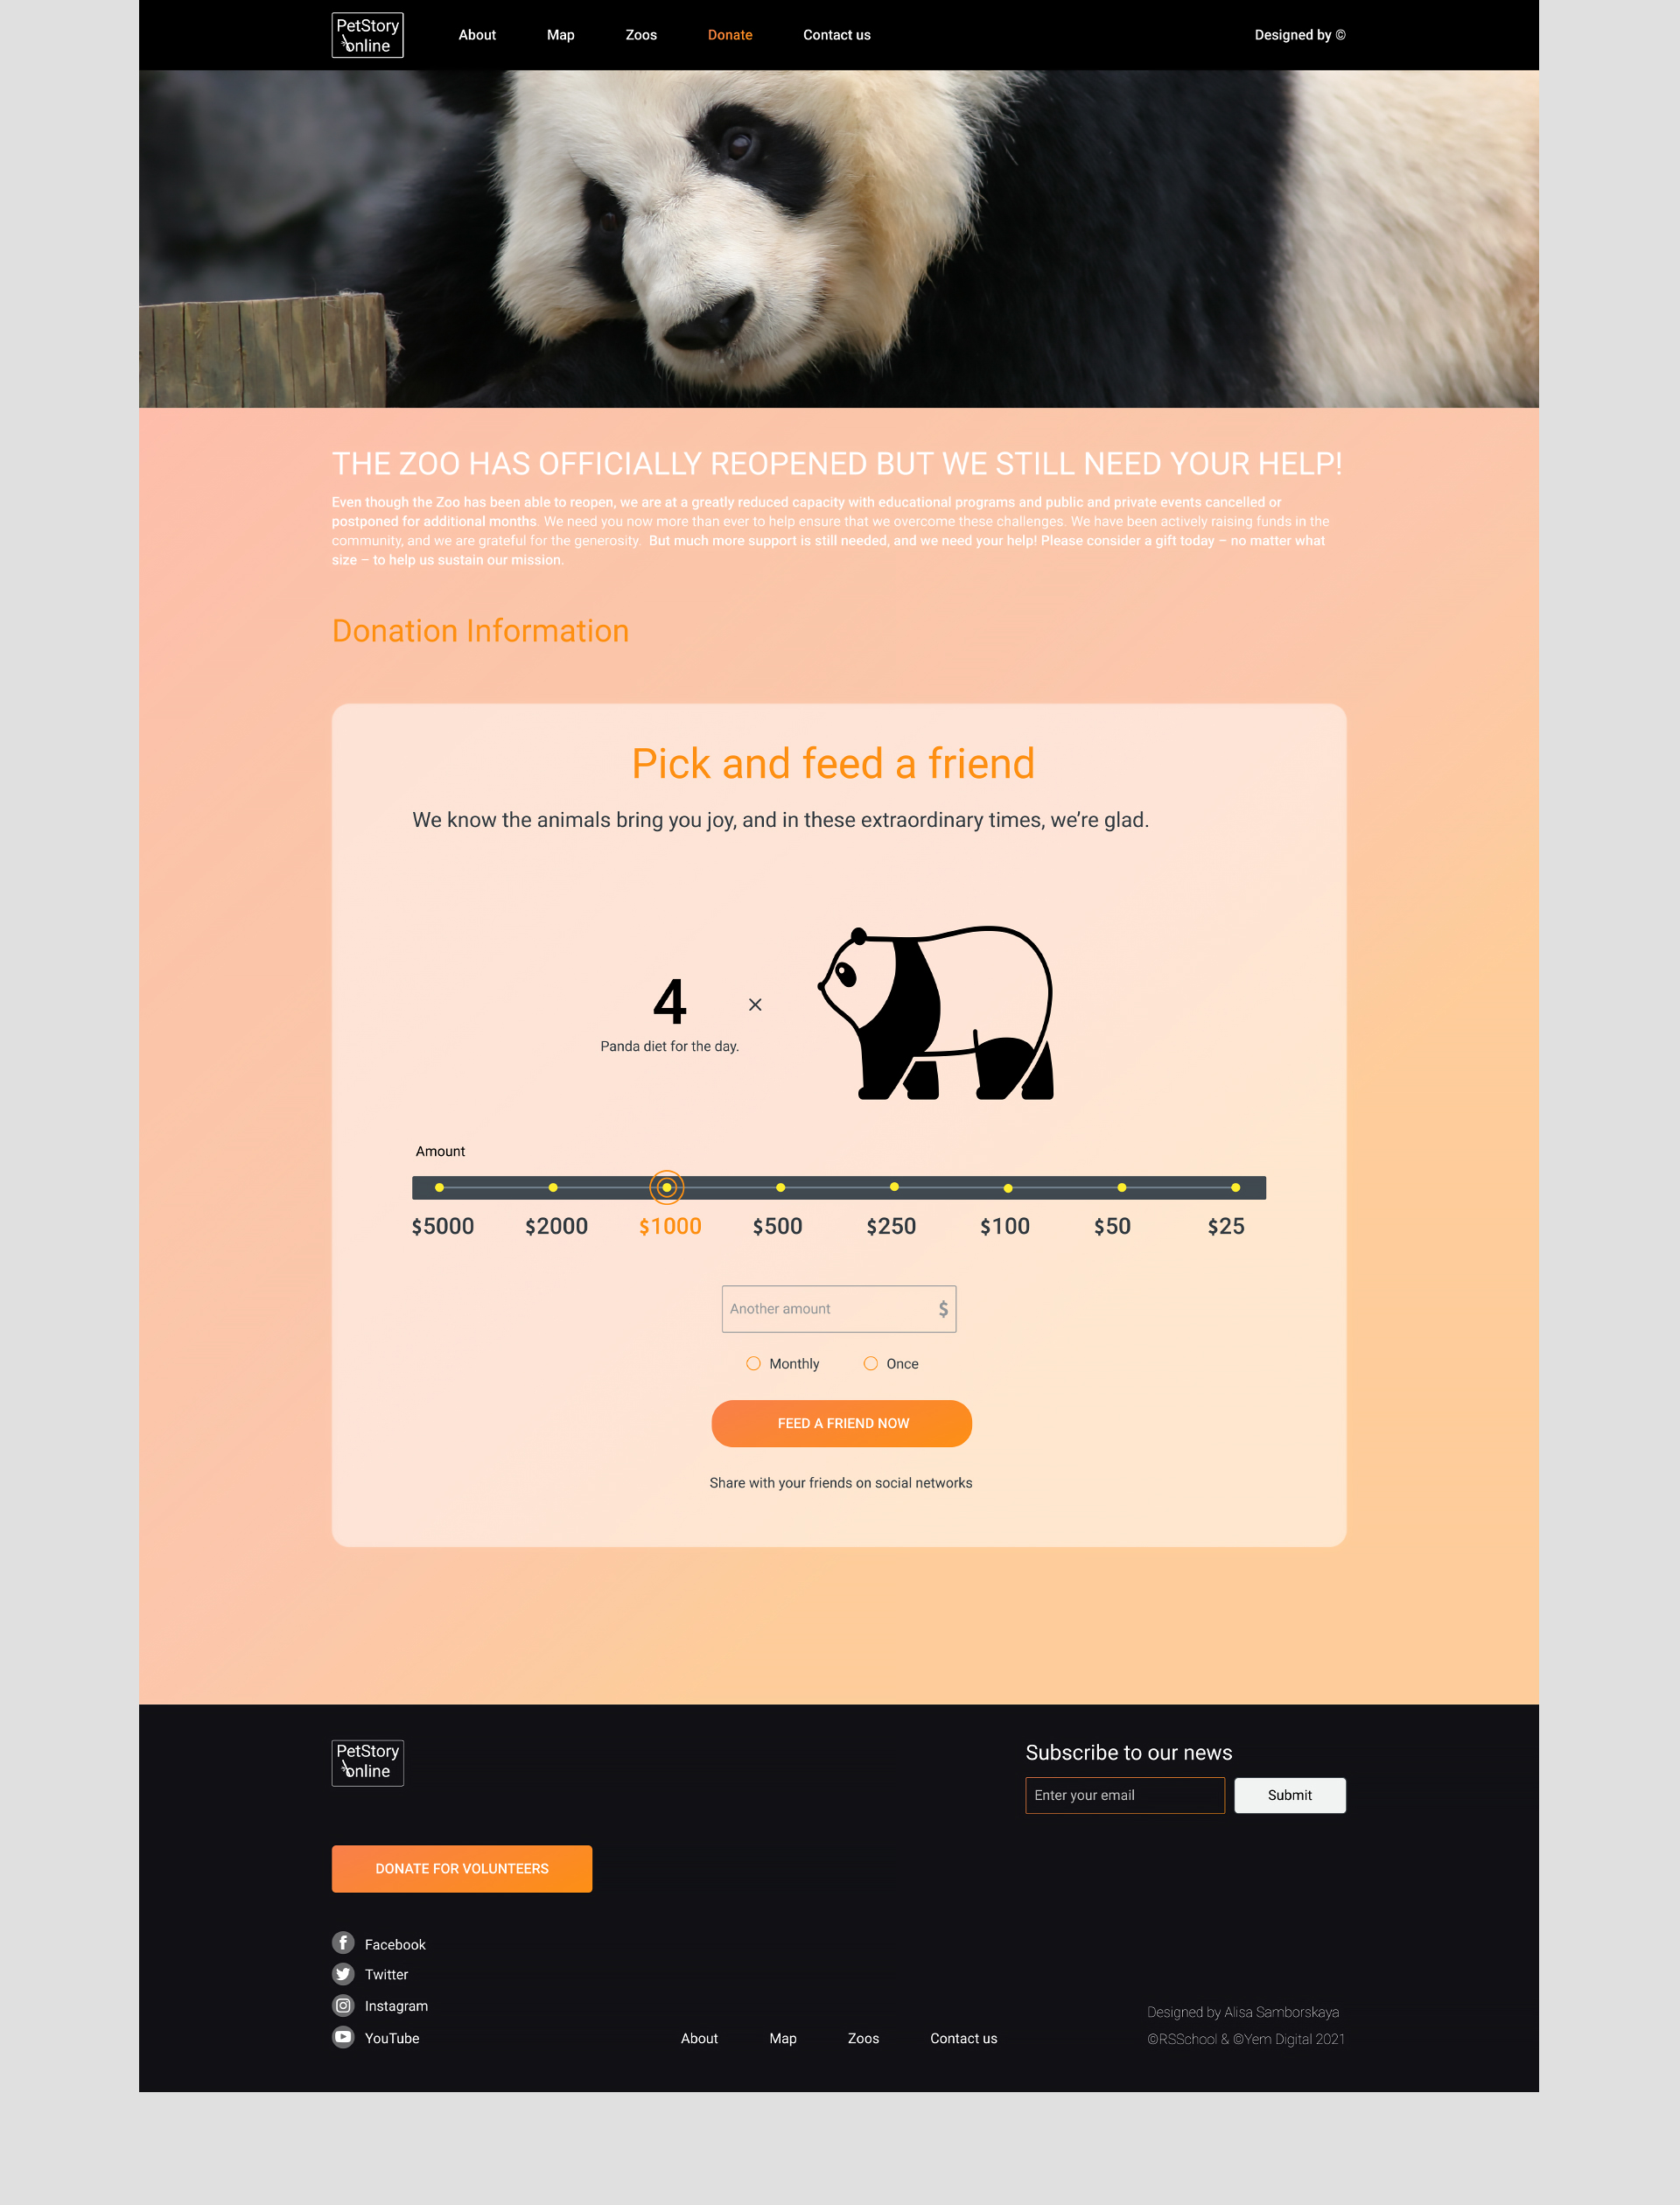 PetStory
online
About
Map
Zoos
Donate
Contact us
Designed by ©
THE ZOO HAS OFFICIALLY REOPENED BUT WE STILL NEED YOUR HELP!
Even though the Zoo has been able to reopen, we are at a greatly reduced capacity with educational programs and public and private events cancelled or
postponed for additional months. We need you now more than ever to help ensure that we overcome these challenges. We have been actively raising funds in the
community, and we are grateful for the generosity. But much more support is still needed, and we need your help! Please consider a gift today – no matter what
size – to help us sustain our mission.
Donation Information
Pick and feed a friend
We know the animals bring you joy, and in these extraordinary times, we’re glad.
4
×
Panda diet for the day.
Amount
$5000
$2000
$1000
$500
$250
$100
$50
$25
Another amount
$
Monthly
Once
FEED A FRIEND NOW
Share with your friends on social networks
PetStory
online
Subscribe to our news
Enter your email
Submit
DONATE FOR VOLUNTEERS
Facebook
Twitter
Instagram
YouTube
About
Map
Zoos
Contact us
Designed by Alisa Samborskaya
©RSSchool & ©Yem Digital 2021